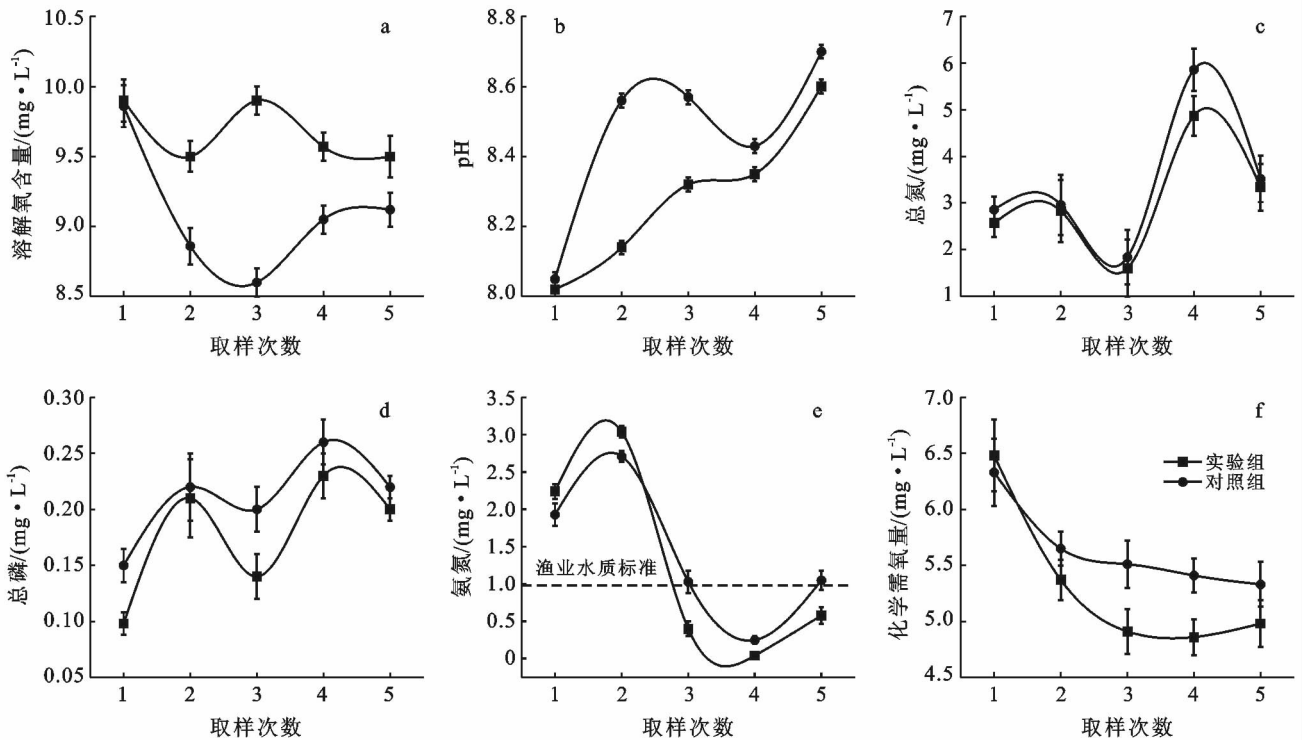 10.5
10.0
9.5
9.0
8.5
溶解氧含量/(mg·L⁻¹)
a
1 2 3 4 5
取样次数
8.8
8.6
8.4
8.2
8.0
pH
b
1 2 3 4 5
取样次数
7
6
5
4
3
2
1
总氮/(mg·L⁻¹)
c
1 2 3 4 5
取样次数
0.30
0.25
0.20
0.15
0.10
0.05
总磷/(mg·L⁻¹)
d
1 2 3 4 5
取样次数
3.5
3.0
2.5
2.0
1.5
1.0
0.5
0
氨氮/(mg·L⁻¹)
e
渔业水质标准
1 2 3 4 5
取样次数
7.0
6.5
6.0
5.5
5.0
4.5
化学需氧量/(mg·L⁻¹)
f
实验组
对照组
1 2 3 4 5
取样次数